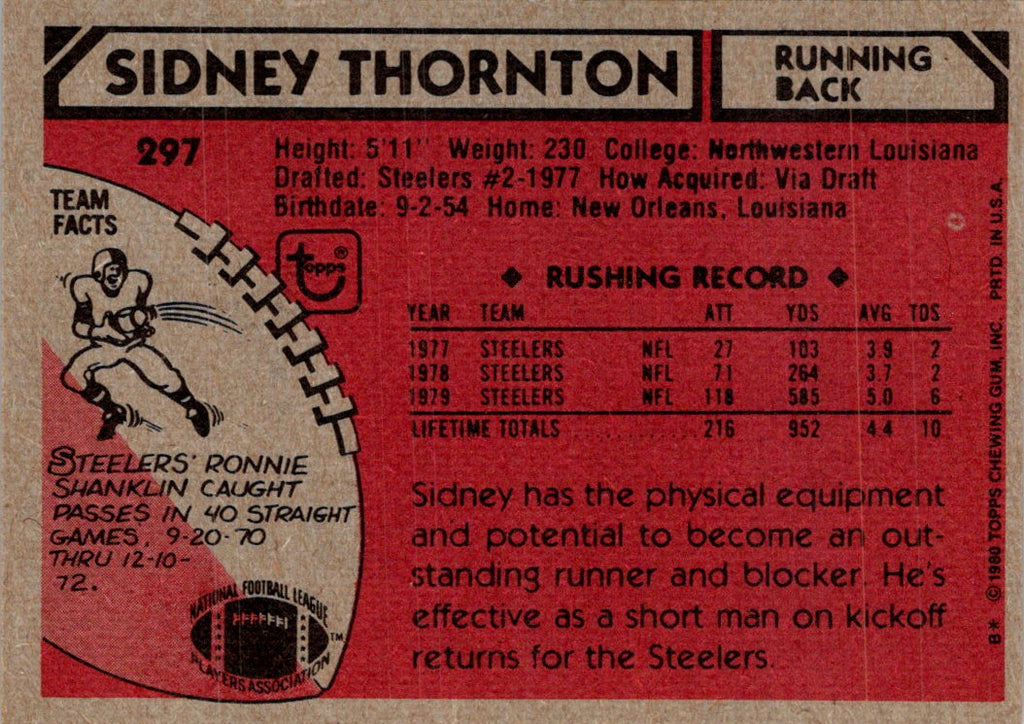 SIDNEY THORNTON
RUNNING
BACK
297
Height: 5'11" Weight: 230 College: Northwestern Louisiana
Drafted: Steelers #2-1977 How Acquired: Via Draft
Birthdate: 9-2-54 Home: New Orleans, Louisiana
TEAM
FACTS
topps®
◆ RUSHING RECORD ◆
YEAR TEAM ATT YDS AVG TDS
1977 STEELERS NFL 27 103 3.9 2
1978 STEELERS NFL 71 264 3.7 2
1979 STEELERS NFL 118 585 5.0 6
LIFETIME TOTALS .......... 216 952 4.4 10
STEELERS' RONNIE
SHANKLIN CAUGHT
PASSES IN 40 STRAIGHT
GAMES, 9-20-70
THRU 12-10-
72.
NATIONAL FOOTBALL LEAGUE
PLAYERS ASSOCIATION
TM
Sidney has the physical equipment
and potential to become an out-
standing runner and blocker. He's
effective as a short man on kickoff
returns for the Steelers.
B* © 1980 TOPPS CHEWING GUM, INC. PRTD. IN U.S.A.